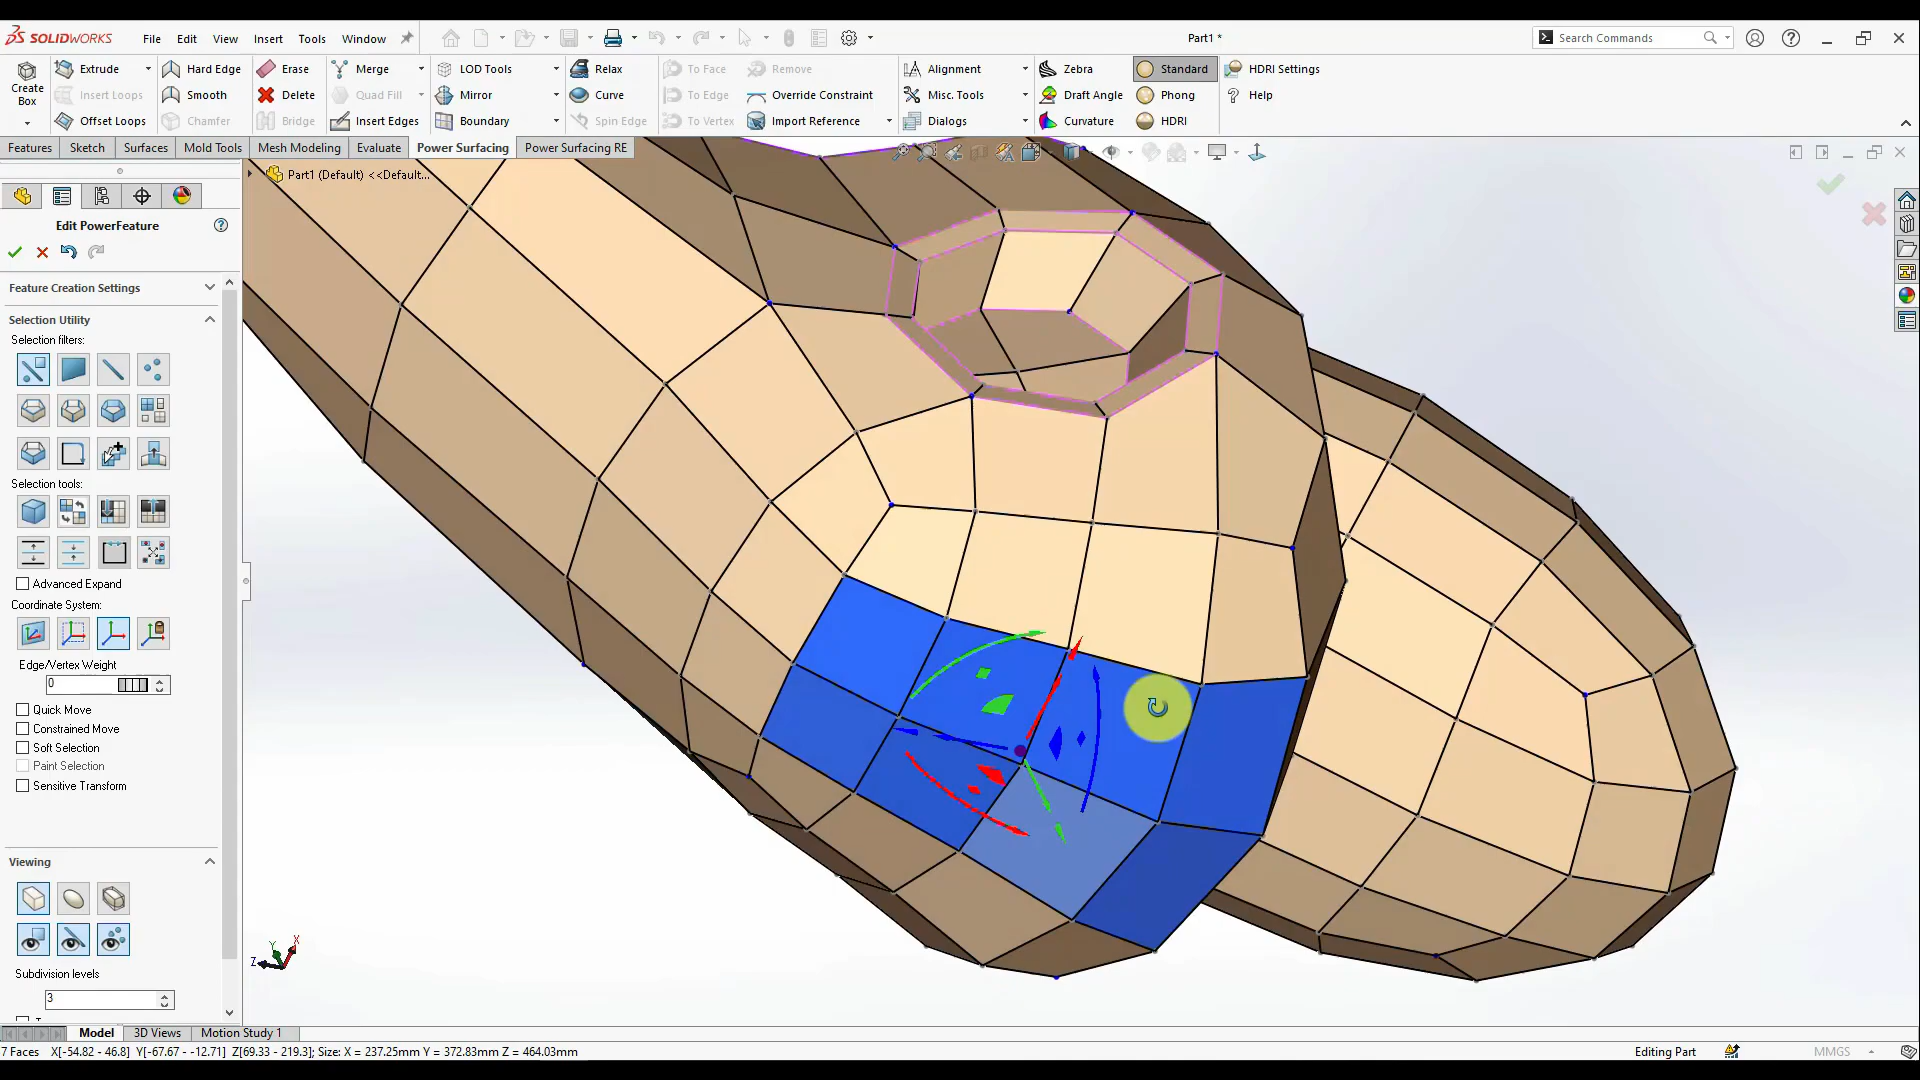 SOLIDWORKS File Edit View Insert Tools Window Part1 * Search Commands
Create Box
Extrude Hard Edge Erase Merge LOD Tools Relax To Face Remove Alignment Zebra Standard HDRI Settings
Insert Loops Smooth Delete Quad Fill Mirror Curve To Edge Override Constraint Misc. Tools Draft Angle Phong Help
Offset Loops Chamfer Bridge Insert Edges Boundary Spin Edge To Vertex Import Reference Dialogs Curvature HDRI
Features Sketch Surfaces Mold Tools Mesh Modeling Evaluate Power Surfacing Power Surfacing RE
Part1 (Default) <<Default...
Edit PowerFeature
Feature Creation Settings
Selection Utility
Selection filters:
Selection tools:
Advanced Expand
Coordinate System:
Edge/Vertex Weight
0
Quick Move
Constrained Move
Soft Selection
Paint Selection
Sensitive Transform
Viewing
Subdivision levels
3
Y X
Z
Model 3D Views Motion Study 1
7 Faces X[-54.82 - 46.8] Y[-67.67 - -12.71] Z[69.33 - 219.3]; Size: X = 237.25mm Y = 372.83mm Z = 464.03mm Editing Part MMGS